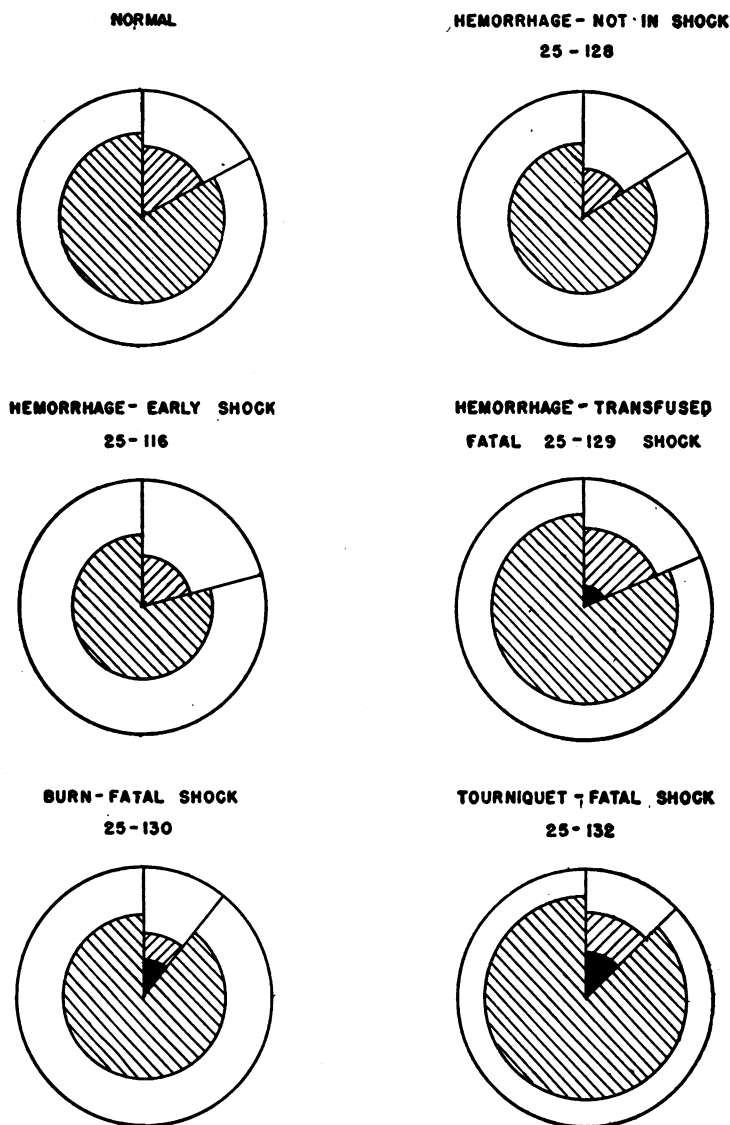 NORMAL
HEMORRHAGE - NOT IN SHOCK
25 - 128
HEMORRHAGE - EARLY SHOCK
25 - 116
HEMORRHAGE - TRANSFUSED
FATAL 25 - 129 SHOCK
BURN - FATAL SHOCK
25 - 130
TOURNIQUET - FATAL SHOCK
25 - 132